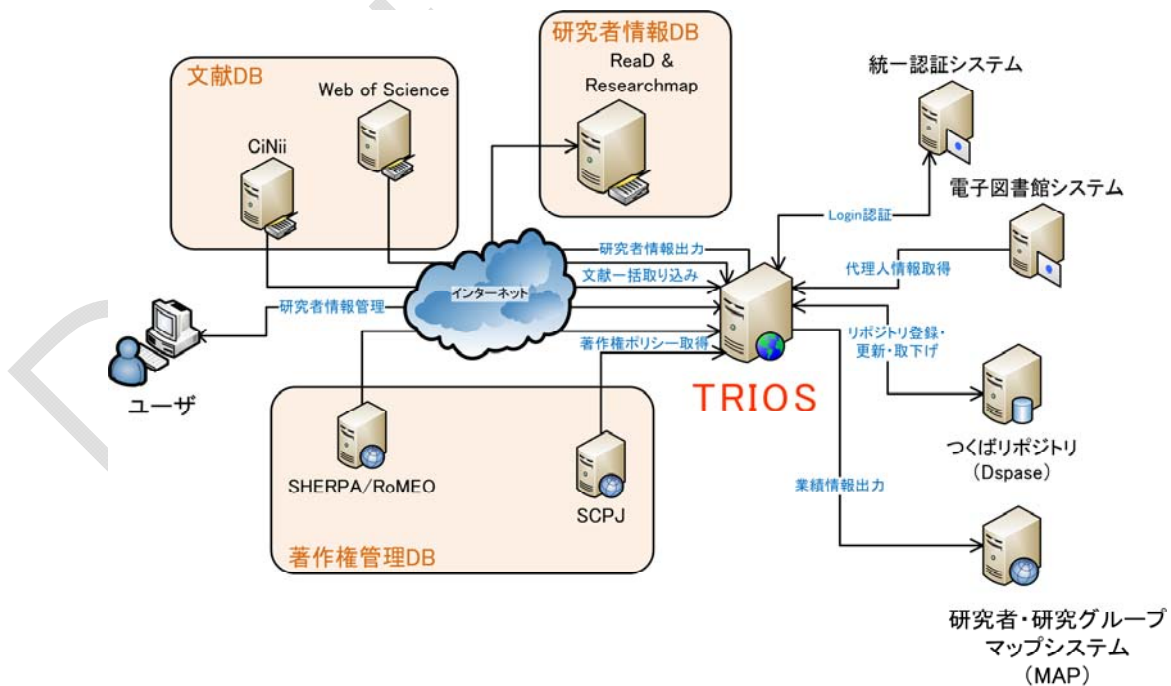 研究者情報DB
ReaD &
Researchmap
文献DB
Web of Science
CiNii
統一認証システム
電子図書館システム
Login認証
代理人情報取得
研究者情報出力
文献一括取り込み
インターネット
研究者情報管理
著作権ポリシー取得
リポジトリ登録・
更新・取下げ
ユーザ
TRIOS
つくばリポジトリ
(Dspase)
SHERPA/RoMEO
SCPJ
著作権管理DB
業績情報出力
研究者・研究グループ
マップシステム
(MAP)